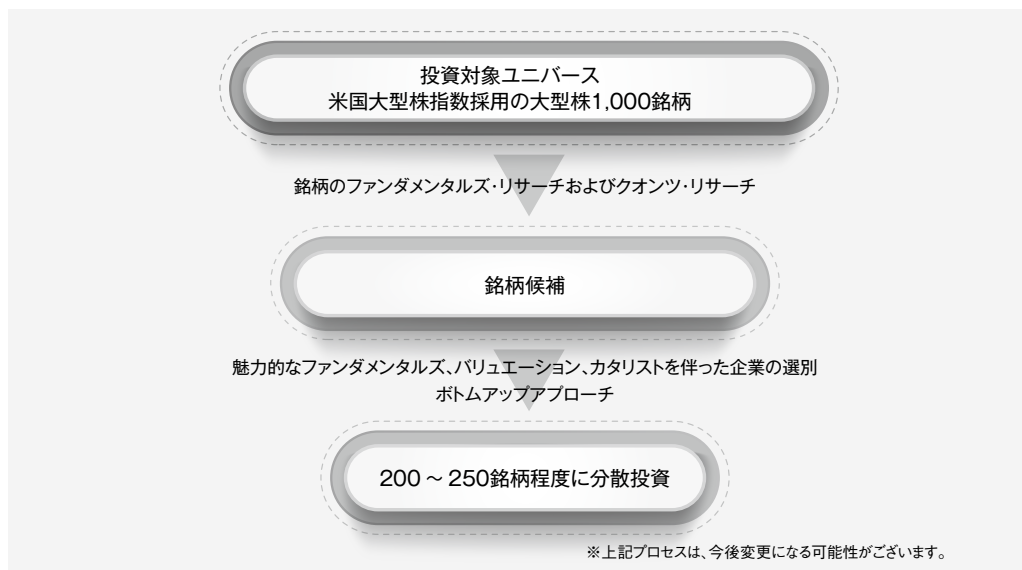 投資対象ユニバース
米国大型株指数採用の大型株1,000銘柄
銘柄のファンダメンタルズ・リサーチおよびクオンツ・リサーチ
銘柄候補
魅力的なファンダメンタルズ、バリュエーション、カタリストを伴った企業の選別
ボトムアップアプローチ
200 ～ 250銘柄程度に分散投資
※上記プロセスは、今後変更になる可能性がございます。